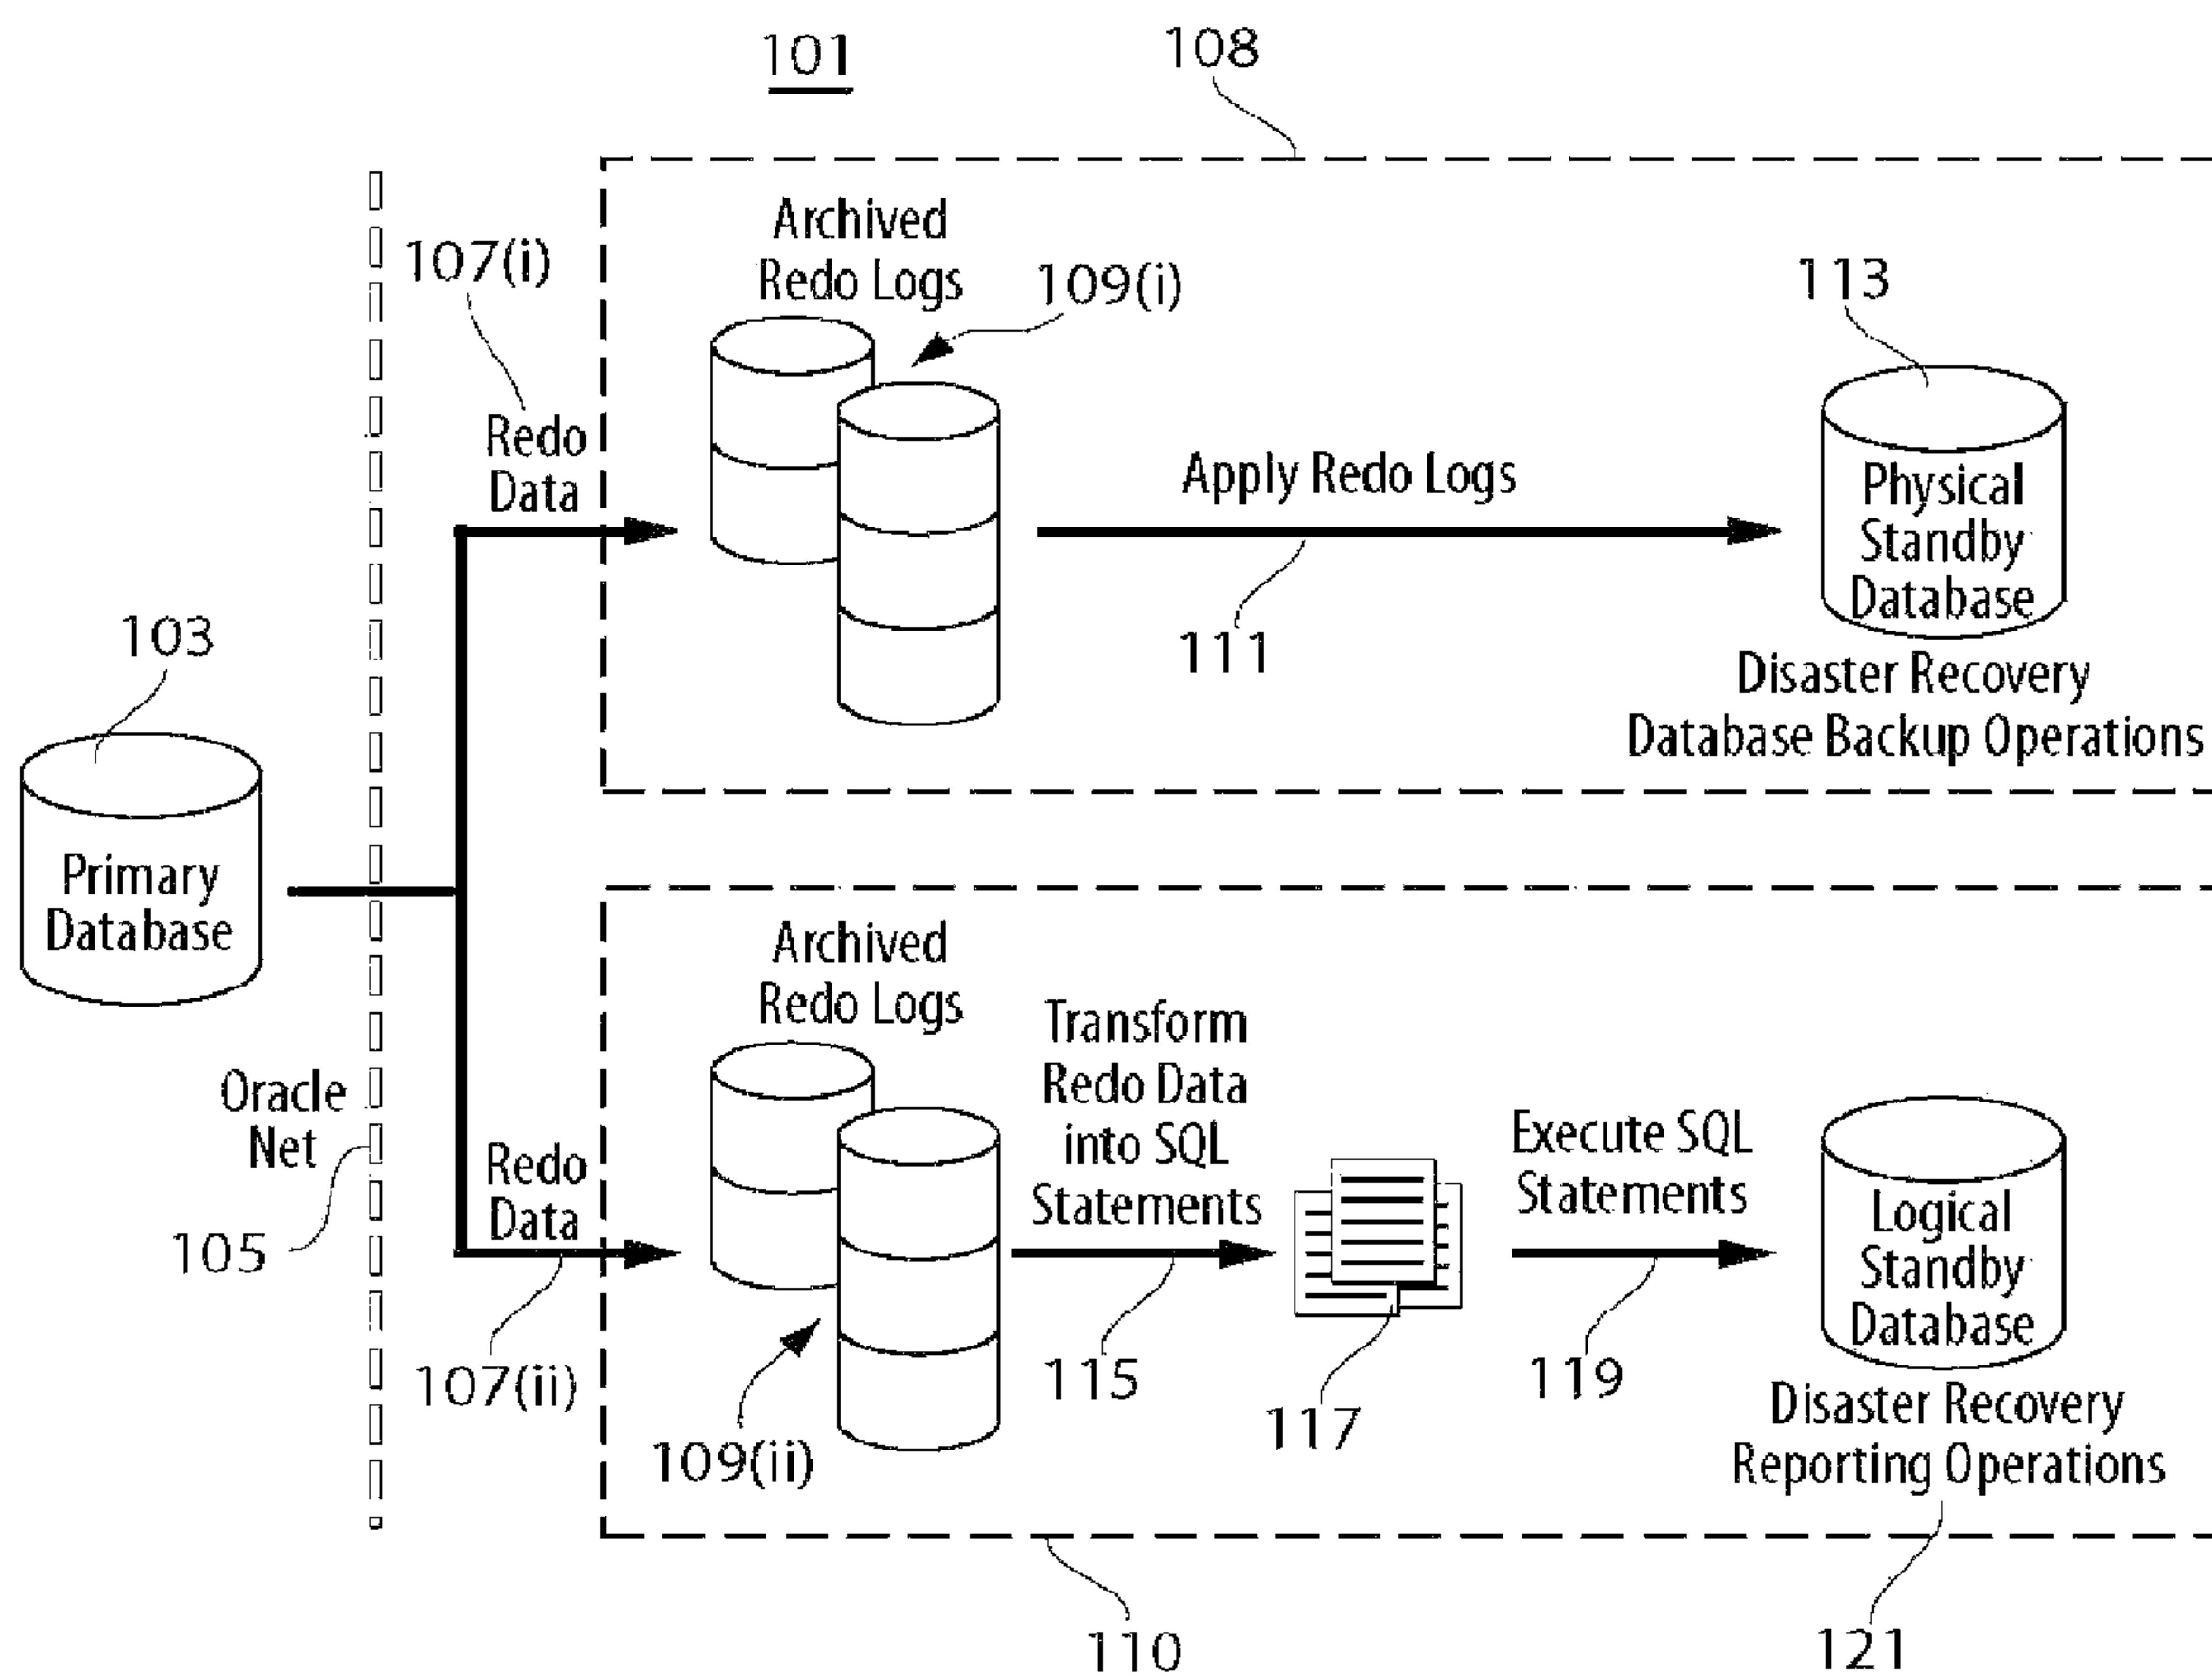 101
108
107(i)
Archived
Redo Logs
109(i)
113
Redo
Data
Apply Redo Logs
111
Physical
Standby
Database
Disaster Recovery
Database Backup Operations
103
Primary
Database
Oracle
Net
105
Redo
Data
107(ii)
Archived
Redo Logs
109(ii)
Transform
Redo Data
into SQL
Statements
115
117
Execute SQL
Statements
119
Logical
Standby
Database
Disaster Recovery
Reporting Operations
110
121